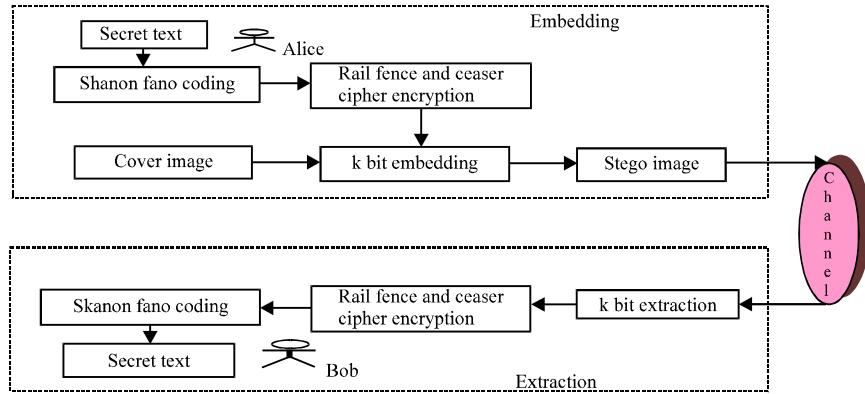 Embedding
Secret text
Alice
Shanon fano coding
Rail fence and ceaser
cipher encryption
Cover image
k bit embedding
Stego image
Channel
Skanon fano coding
Rail fence and ceaser
cipher encryption
k bit extraction
Secret text
Bob
Extraction